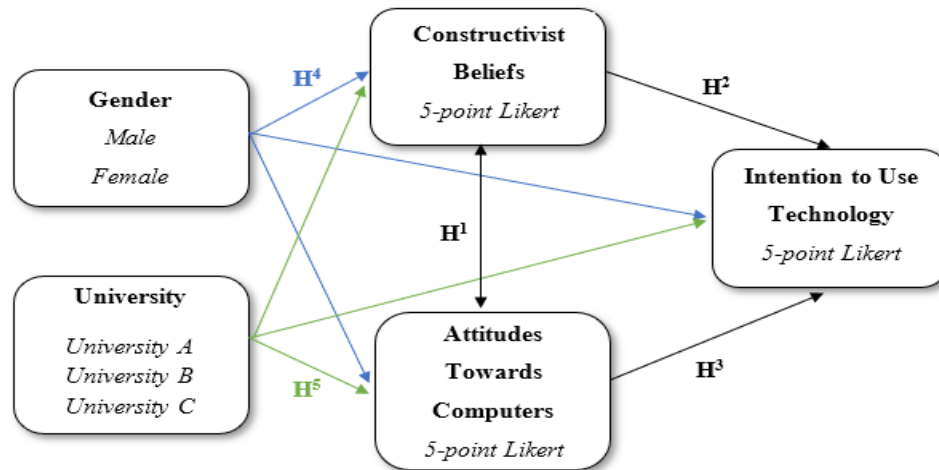 Constructivist
Beliefs
5-point Likert
H⁴
H²
Gender
Male
Female
Intention to Use
Technology
5-point Likert
H¹
University
University A
University B
University C
Attitudes
Towards
Computers
5-point Likert
H⁵
H³